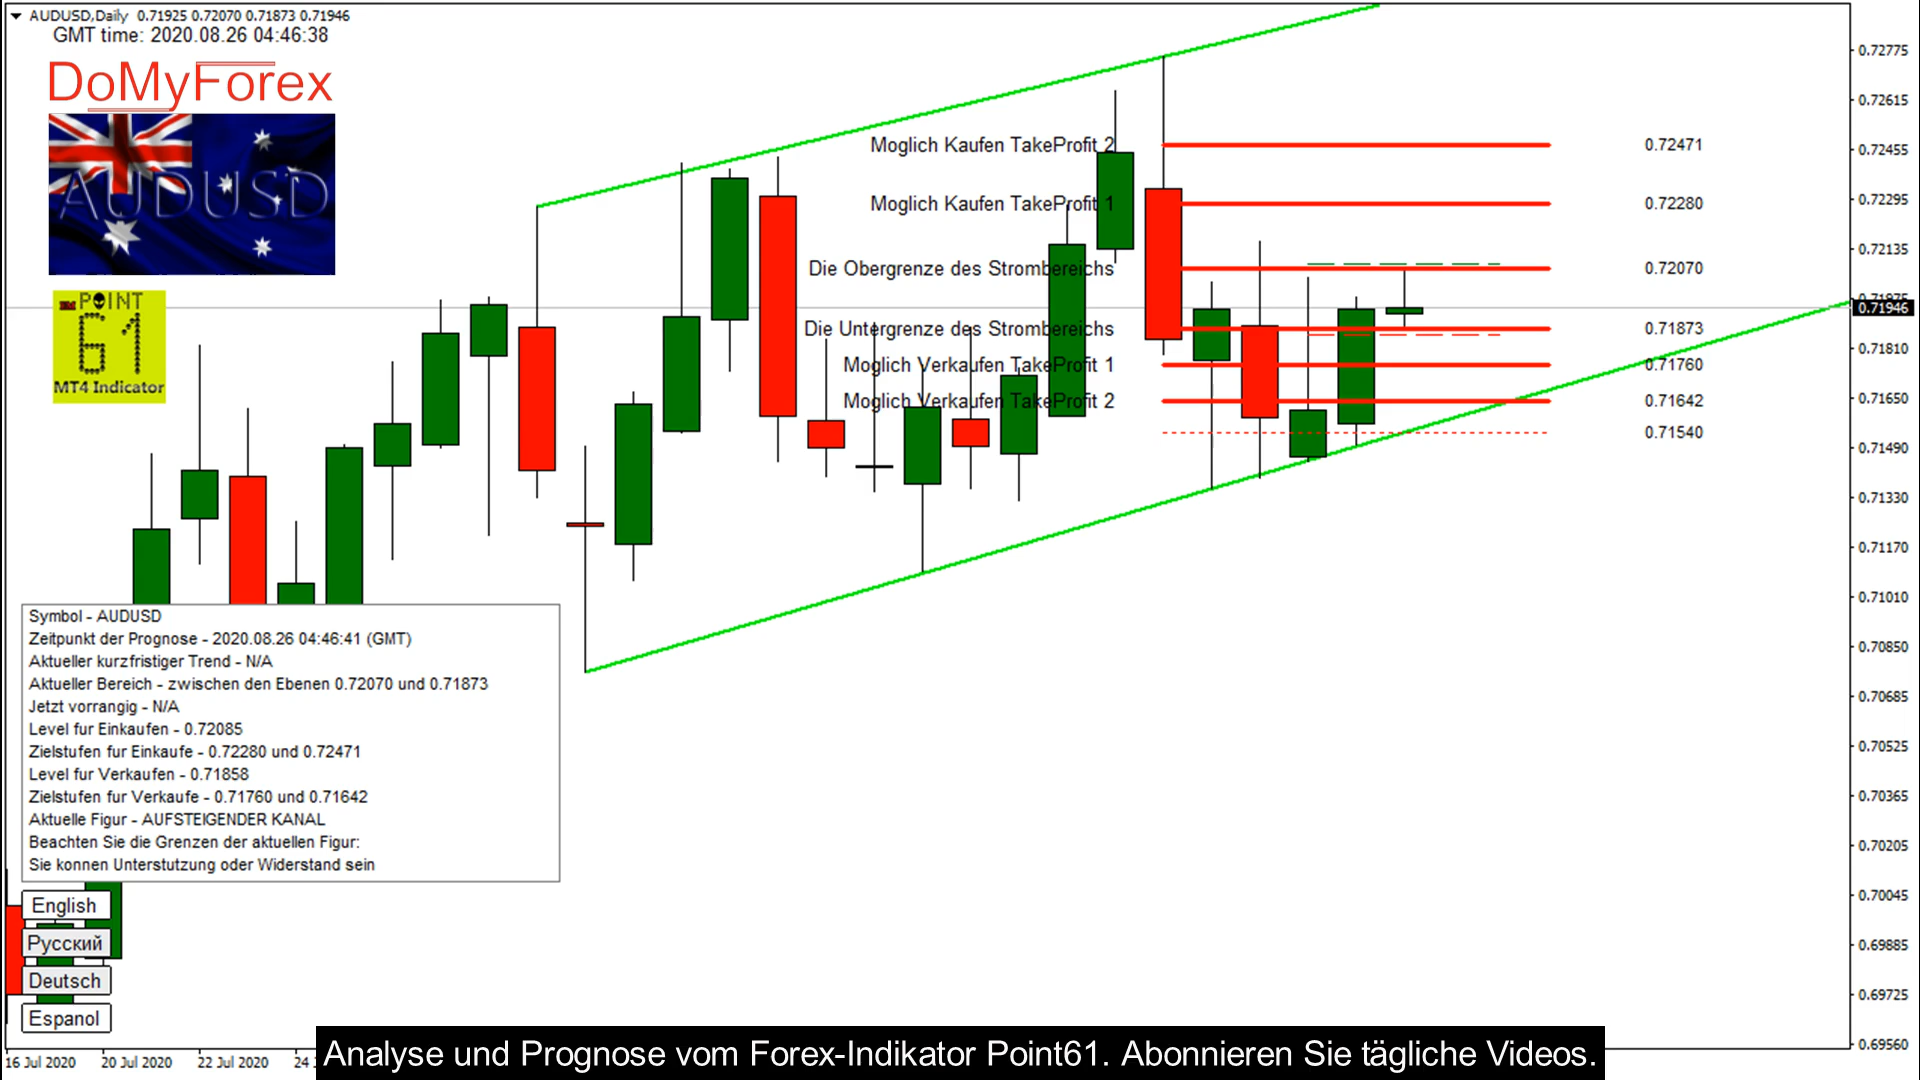 AUDUSD,Daily 0.71925 0.72070 0.71873 0.71946
GMT time: 2020.08.26 04:46:38
DoMyForex
AUDUSD
POINT
61
MT4 Indicator
Moglich Kaufen TakeProfit 2
0.72471
Moglich Kaufen TakeProfit 1
0.72280
Die Obergrenze des Strombereichs
0.72070
Die Untergrenze des Strombereichs
0.71873
Moglich Verkaufen TakeProfit 1
0.71760
Moglich Verkaufen TakeProfit 2
0.71642
0.71540
0.72775
0.72615
0.72455
0.72295
0.72135
0.71946
0.71810
0.71650
0.71490
0.71330
0.71170
0.71010
0.70850
0.70685
0.70525
0.70365
0.70205
0.70045
0.69885
0.69725
0.69560
Symbol - AUDUSD
Zeitpunkt der Prognose - 2020.08.26 04:46:41 (GMT)
Aktueller kurzfristiger Trend - N/A
Aktueller Bereich - zwischen den Ebenen 0.72070 und 0.71873
Jetzt vorrangig - N/A
Level fur Einkaufen - 0.72085
Zielstufen fur Einkaufe - 0.72280 und 0.72471
Level fur Verkaufen - 0.71858
Zielstufen fur Verkaufe - 0.71760 und 0.71642
Aktuelle Figur - AUFSTEIGENDER KANAL
Beachten Sie die Grenzen der aktuellen Figur:
Sie konnen Unterstutzung oder Widerstand sein
English
Русский
Deutsch
Espanol
16 Jul 2020 20 Jul 2020 22 Jul 2020 24
Analyse und Prognose vom Forex-Indikator Point61. Abonnieren Sie tägliche Videos.